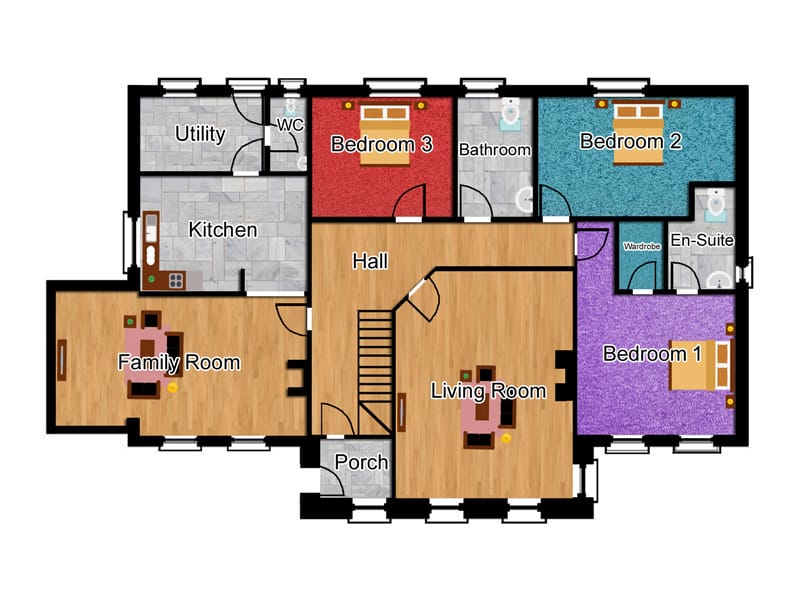 Utility
WC
Bedroom 3
Bathroom
Bedroom 2
Kitchen
Hall
Wardrobe
En-Suite
Family Room
Living Room
Bedroom 1
Porch